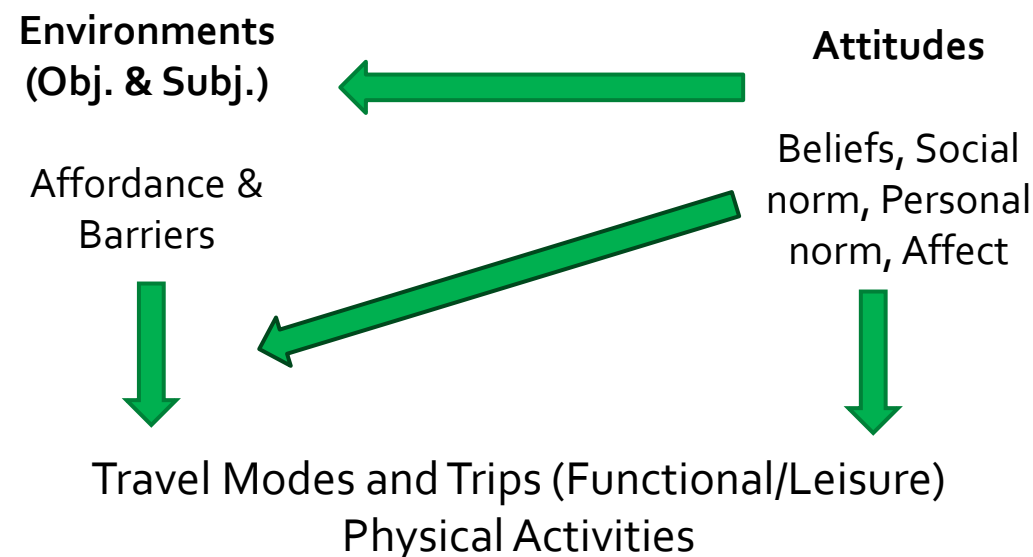 Environments
(Obj. & Subj.)
Affordance &
Barriers
Attitudes
Beliefs, Social
norm, Personal
norm, Affect
Travel Modes and Trips (Functional/Leisure)
Physical Activities